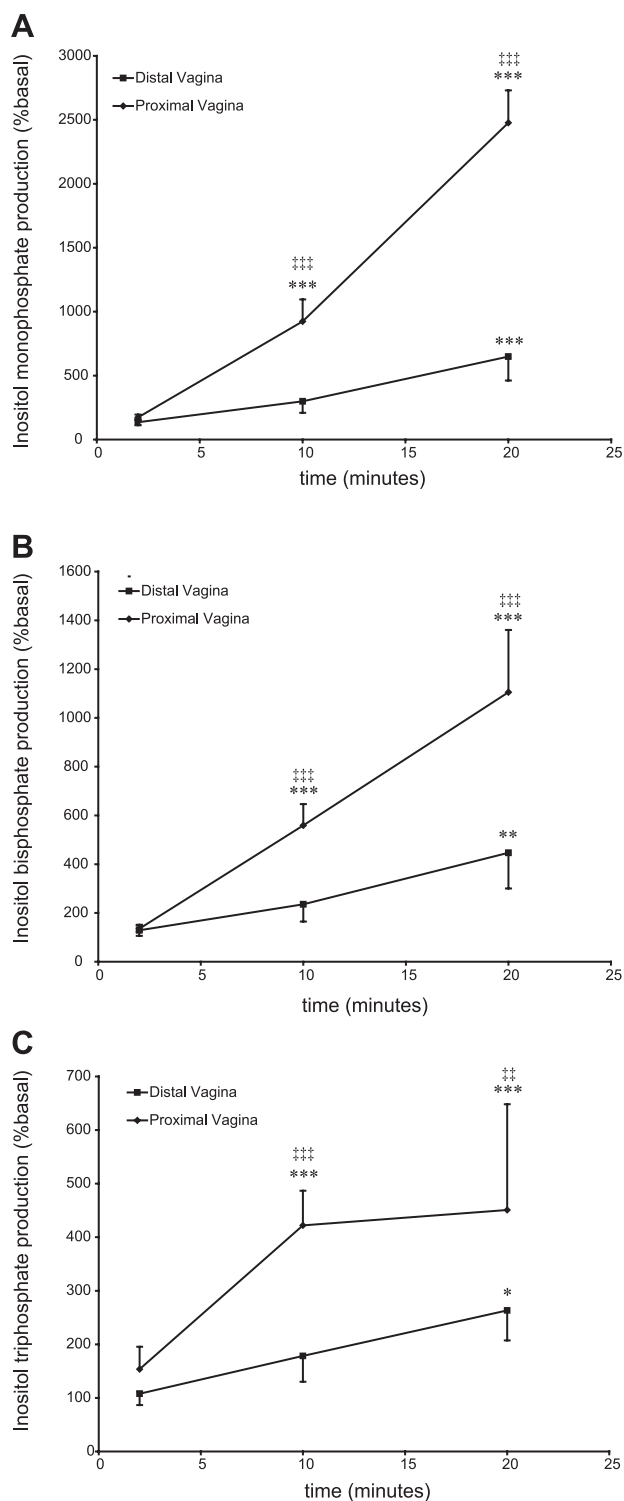 A
Inositol monophosphate production (%basal)
3000
2500
2000
1500
1000
500
0
Distal Vagina
Proximal Vagina
‡‡‡
***
‡‡‡
***
***
0 5 10 15 20 25
time (minutes)
B
Inositol bisphosphate production (%basal)
1600
1400
1200
1000
800
600
400
200
0
Distal Vagina
Proximal Vagina
‡‡‡
***
‡‡‡
***
**
0 5 10 15 20 25
time (minutes)
C
Inositol triphosphate production (%basal)
700
600
500
400
300
200
100
0
Distal Vagina
Proximal Vagina
‡‡
***
‡‡‡
***
*
0 5 10 15 20 25
time (minutes)